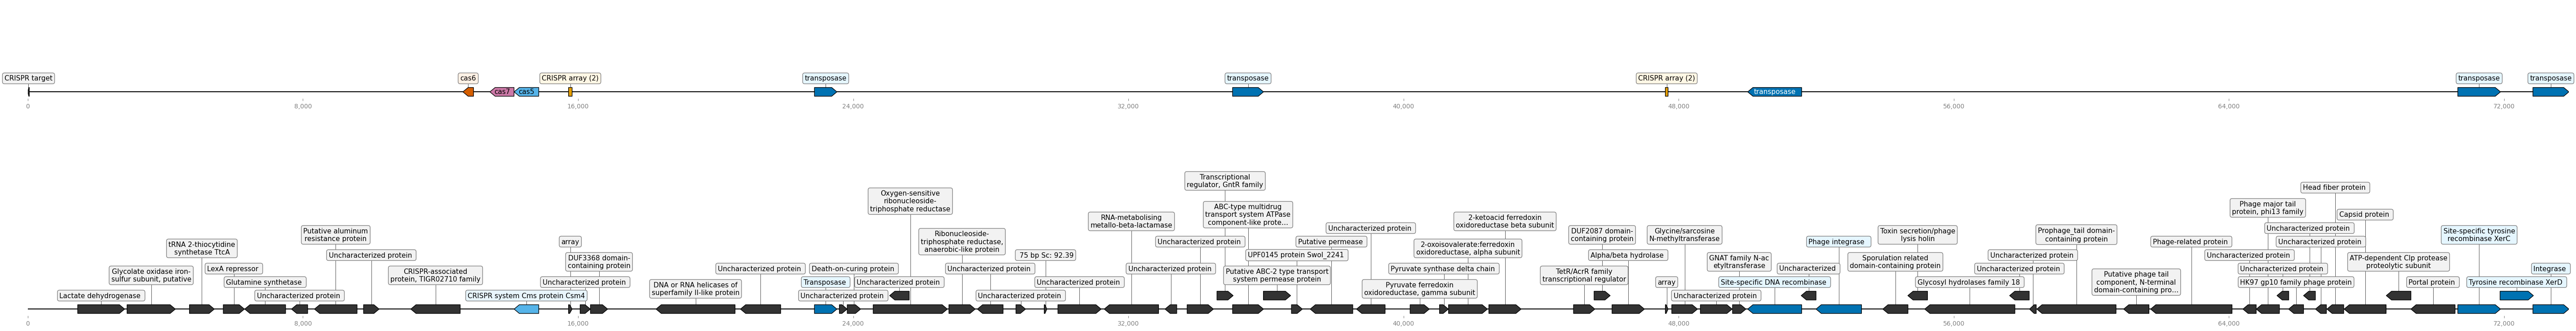 CRISPR target
cas6
CRISPR array (2)
transposase
transposase
CRISPR array (2)
transposase
transposase
cas7
cas5
transposase
0
8,000
16,000
24,000
32,000
40,000
48,000
56,000
64,000
72,000
Transcriptional
regulator, GntR family
Head fiber protein
Oxygen-sensitive
ribonucleoside-
triphosphate reductase
Phage major tail
protein, phi13 family
ABC-type multidrug
transport system ATPase
component-like prote...
Capsid protein
RNA-metabolising
metallo-beta-lactamase
2-ketoacid ferredoxin
oxidoreductase beta subunit
Uncharacterized protein
Uncharacterized protein
Putative aluminum
resistance protein
Ribonucleoside-
triphosphate reductase,
anaerobic-like protein
DUF2087 domain-
containing protein
Glycine/sarcosine
N-methyltransferase
Toxin secretion/phage
lysis holin
Prophage_tail domain-
containing protein
Site-specific tyrosine
recombinase XerC
tRNA 2-thiocytidine
synthetase TtcA
array
Uncharacterized protein
Putative permease
2-oxoisovalerate:ferredoxin
oxidoreductase, alpha subunit
Phage integrase
Phage-related protein
Uncharacterized protein
Uncharacterized protein
DUF3368 domain-
containing protein
75 bp Sc: 92.39
UPF0145 protein Swol_2241
Alpha/beta hydrolase
GNAT family N-ac
etyltransferase
Sporulation related
domain-containing protein
Uncharacterized protein
Uncharacterized protein
ATP-dependent Clp protease
proteolytic subunit
Glycolate oxidase iron-
sulfur subunit, putative
LexA repressor
CRISPR-associated
protein, TIGR02710 family
Uncharacterized protein
Death-on-curing protein
Uncharacterized protein
Uncharacterized protein
Putative ABC-2 type transport
system permease protein
Pyruvate synthase delta chain
TetR/AcrR family
transcriptional regulator
Uncharacterized
Uncharacterized protein
Putative phage tail
component, N-terminal
domain-containing pro...
Uncharacterized protein
Integrase
Glutamine synthetase
Uncharacterized protein
DNA or RNA helicases of
superfamily II-like protein
Transposase
Uncharacterized protein
Uncharacterized protein
Pyruvate ferredoxin
oxidoreductase, gamma subunit
Site-specific DNA recombinase
Glycosyl hydrolases family 18
HK97 gp10 family phage protein
Portal protein
Tyrosine recombinase XerD
Lactate dehydrogenase
Uncharacterized protein
CRISPR system Cms protein Csm4
Uncharacterized protein
Uncharacterized protein
array
Uncharacterized protein
0
8,000
16,000
24,000
32,000
40,000
48,000
56,000
64,000
72,000